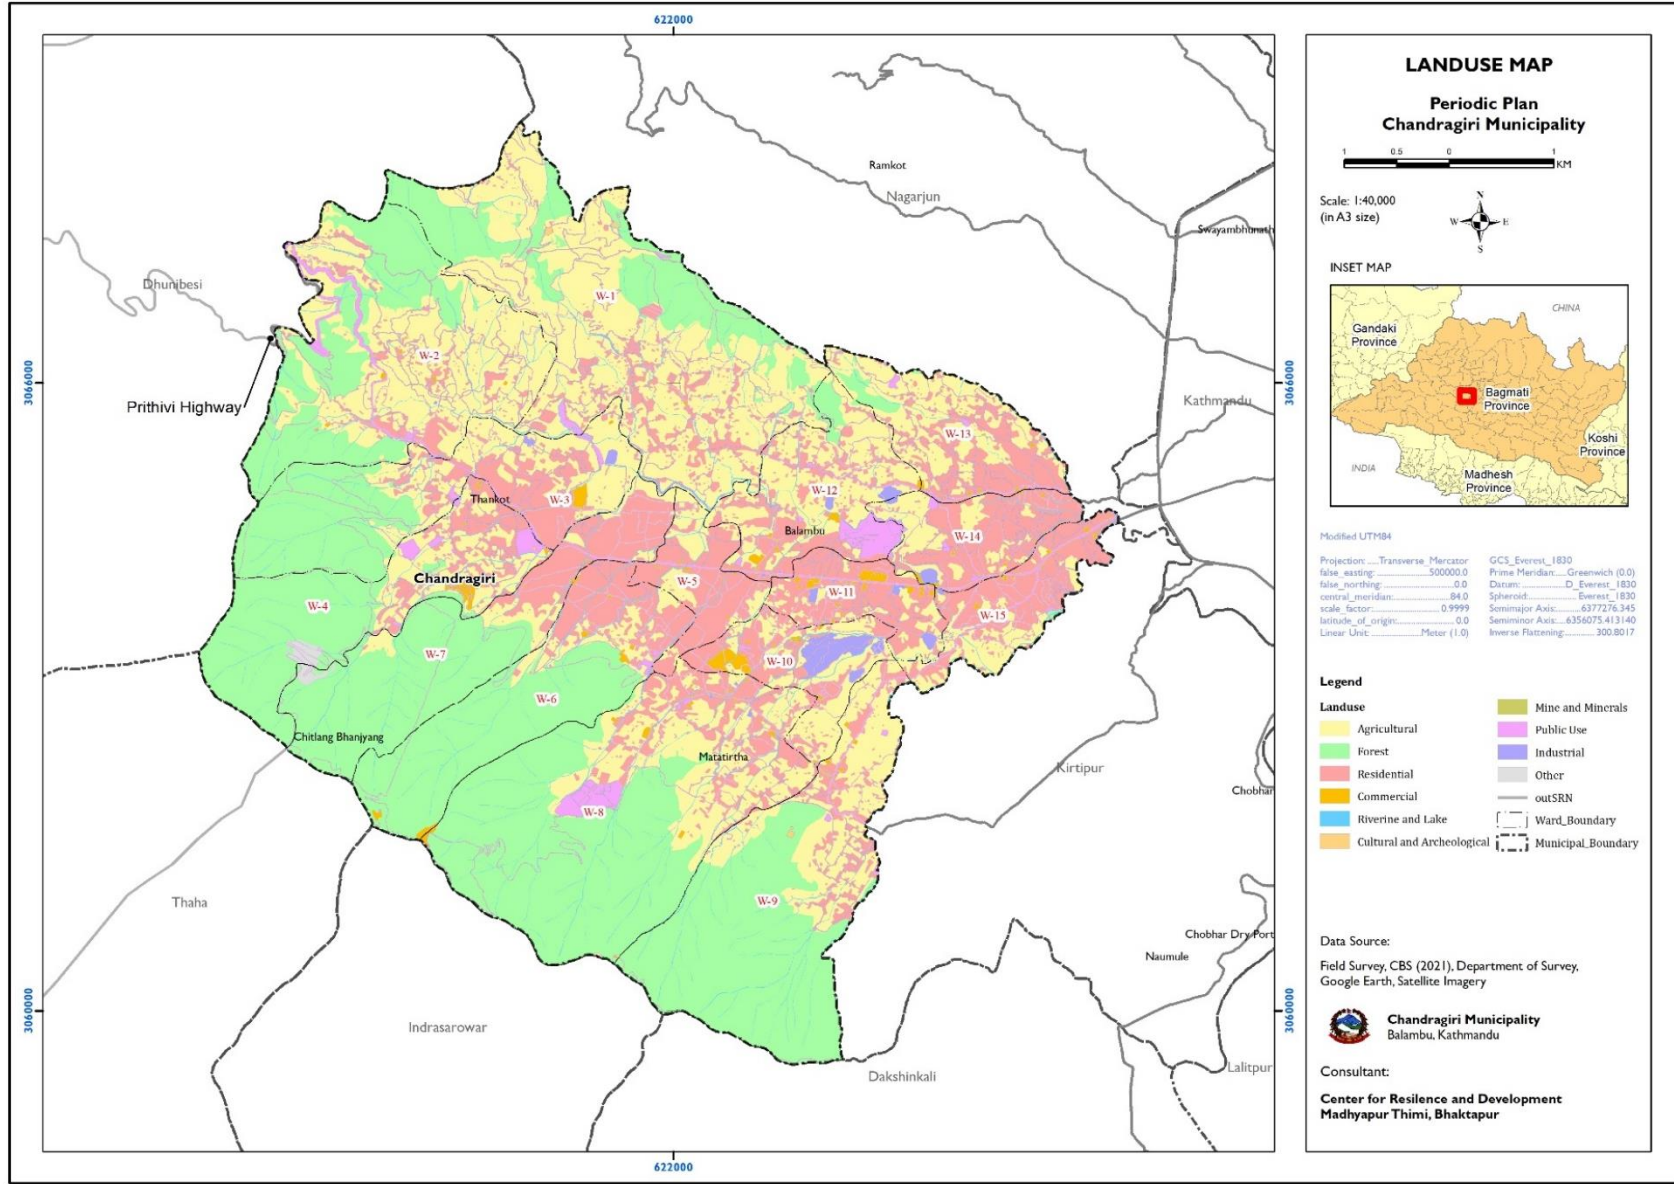 622000
3066000
3060000
3066000
3060000
622000
Ramkot
Nagarjun
Swayambhunath
Dhunibesi
W-1
W-2
Prithivi Highway
Kathmandu
W-13
W-12
W-3
Thankot
Balambu
W-14
Chandragiri
W-5
W-11
W-4
W-15
W-7
W-10
W-6
Chitlang Bhanjyang
Matatirtha
Kirtipur
Chobhar
W-8
Thaha
W-9
Chobhar Dry Port
Naumule
Indrasarowar
Dakshinkali
Lalitpur
LANDUSE MAP
Periodic Plan
Chandragiri Municipality
1 0.5 0 1
KM
Scale: 1:40,000
(in A3 size)
N
W E
S
INSET MAP
CHINA
Gandaki
Province
Bagmati
Province
Koshi
Province
INDIA
Madhesh
Province
Modified UTM84
Projection: .....Transverse_Mercator
false_easting: .................500000.0
false_northing: .......................0.0
central_meridian: ...................84.0
scale_factor: .....................0.9999
latitude_of_origin: ..................0.0
Linear Unit: ..............Meter (1.0)
GCS_Everest_1830
Prime Meridian: ....Greenwich (0.0)
Datum: ..................D_Everest_1830
Spheroid: .................Everest_1830
Semimajor Axis: .......6377276.345
Semiminor Axis: ...6356075.413140
Inverse Flattening: ..........300.8017
Legend
Landuse
Agricultural
Forest
Residential
Commercial
Riverine and Lake
Cultural and Archeological
Mine and Minerals
Public Use
Industrial
Other
outSRN
Ward_Boundary
Municipal_Boundary
Data Source:
Field Survey, CBS (2021), Department of Survey,
Google Earth, Satellite Imagery
Chandragiri Municipality
Balambu, Kathmandu
Consultant:
Center for Resilence and Development
Madhyapur Thimi, Bhaktapur